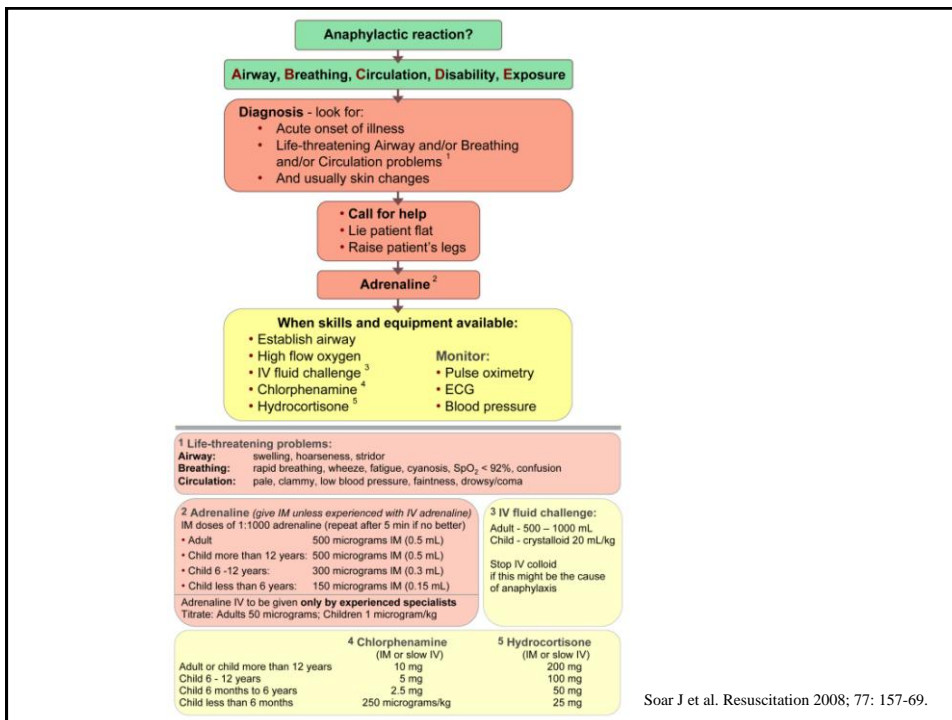 Anaphylactic reaction?
Airway, Breathing, Circulation, Disability, Exposure
Diagnosis - look for:
• Acute onset of illness
• Life-threatening Airway and/or Breathing
and/or Circulation problems 1
• And usually skin changes
• Call for help
• Lie patient flat
• Raise patient's legs
Adrenaline 2
When skills and equipment available:
• Establish airway
• High flow oxygen
• IV fluid challenge 3
• Chlorphenamine 4
• Hydrocortisone 5
Monitor:
• Pulse oximetry
• ECG
• Blood pressure
1 Life-threatening problems:
Airway: swelling, hoarseness, stridor
Breathing: rapid breathing, wheeze, fatigue, cyanosis, SpO2 < 92%, confusion
Circulation: pale, clammy, low blood pressure, faintness, drowsy/coma
2 Adrenaline (give IM unless experienced with IV adrenaline)
IM doses of 1:1000 adrenaline (repeat after 5 min if no better)
• Adult 500 micrograms IM (0.5 mL)
• Child more than 12 years: 500 micrograms IM (0.5 mL)
• Child 6 -12 years: 300 micrograms IM (0.3 mL)
• Child less than 6 years: 150 micrograms IM (0.15 mL)
Adrenaline IV to be given only by experienced specialists
Titrate: Adults 50 micrograms; Children 1 microgram/kg
3 IV fluid challenge:
Adult - 500 – 1000 mL
Child - crystalloid 20 mL/kg
Stop IV colloid
if this might be the cause
of anaphylaxis
4 Chlorphenamine 5 Hydrocortisone
(IM or slow IV) (IM or slow IV)
Adult or child more than 12 years 10 mg 200 mg
Child 6 - 12 years 5 mg 100 mg
Child 6 months to 6 years 2.5 mg 50 mg
Child less than 6 months 250 micrograms/kg 25 mg
Soar J et al. Resuscitation 2008; 77: 157-69.